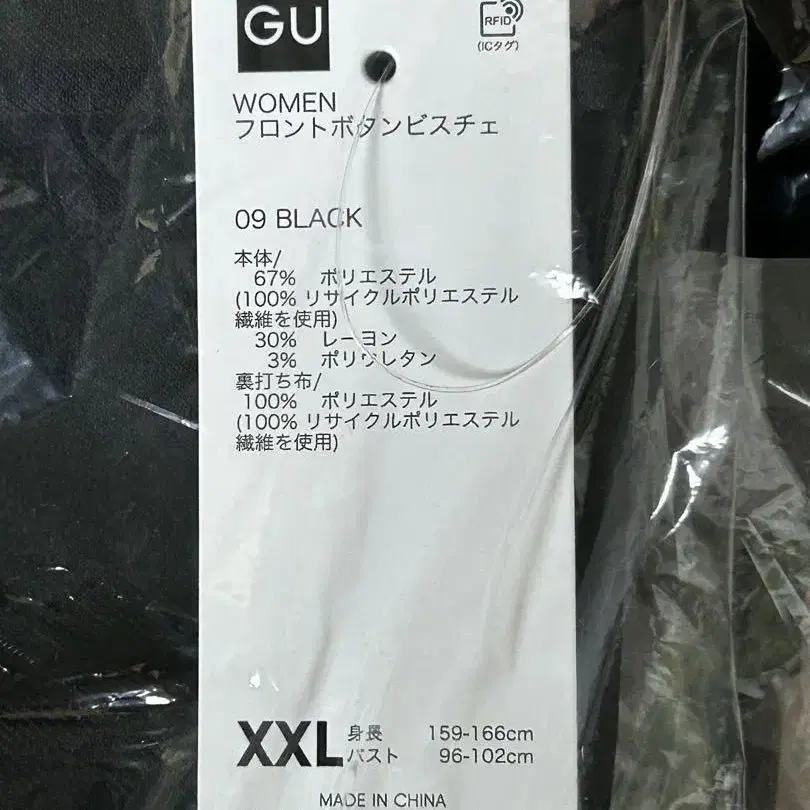 GU
RFID
(ICタグ)
WOMEN
フロントボタンビスチェ
09 BLACK
本体/
67% ポリエステル
(100% リサイクルポリエステル
繊維を使用)
30% レーヨン
3% ポリウレタン
裏打ち布/
100% ポリエステル
(100% リサイクルポリエステル
繊維を使用)
XXL 身長 159-166cm
バスト 96-102cm
MADE IN CHINA